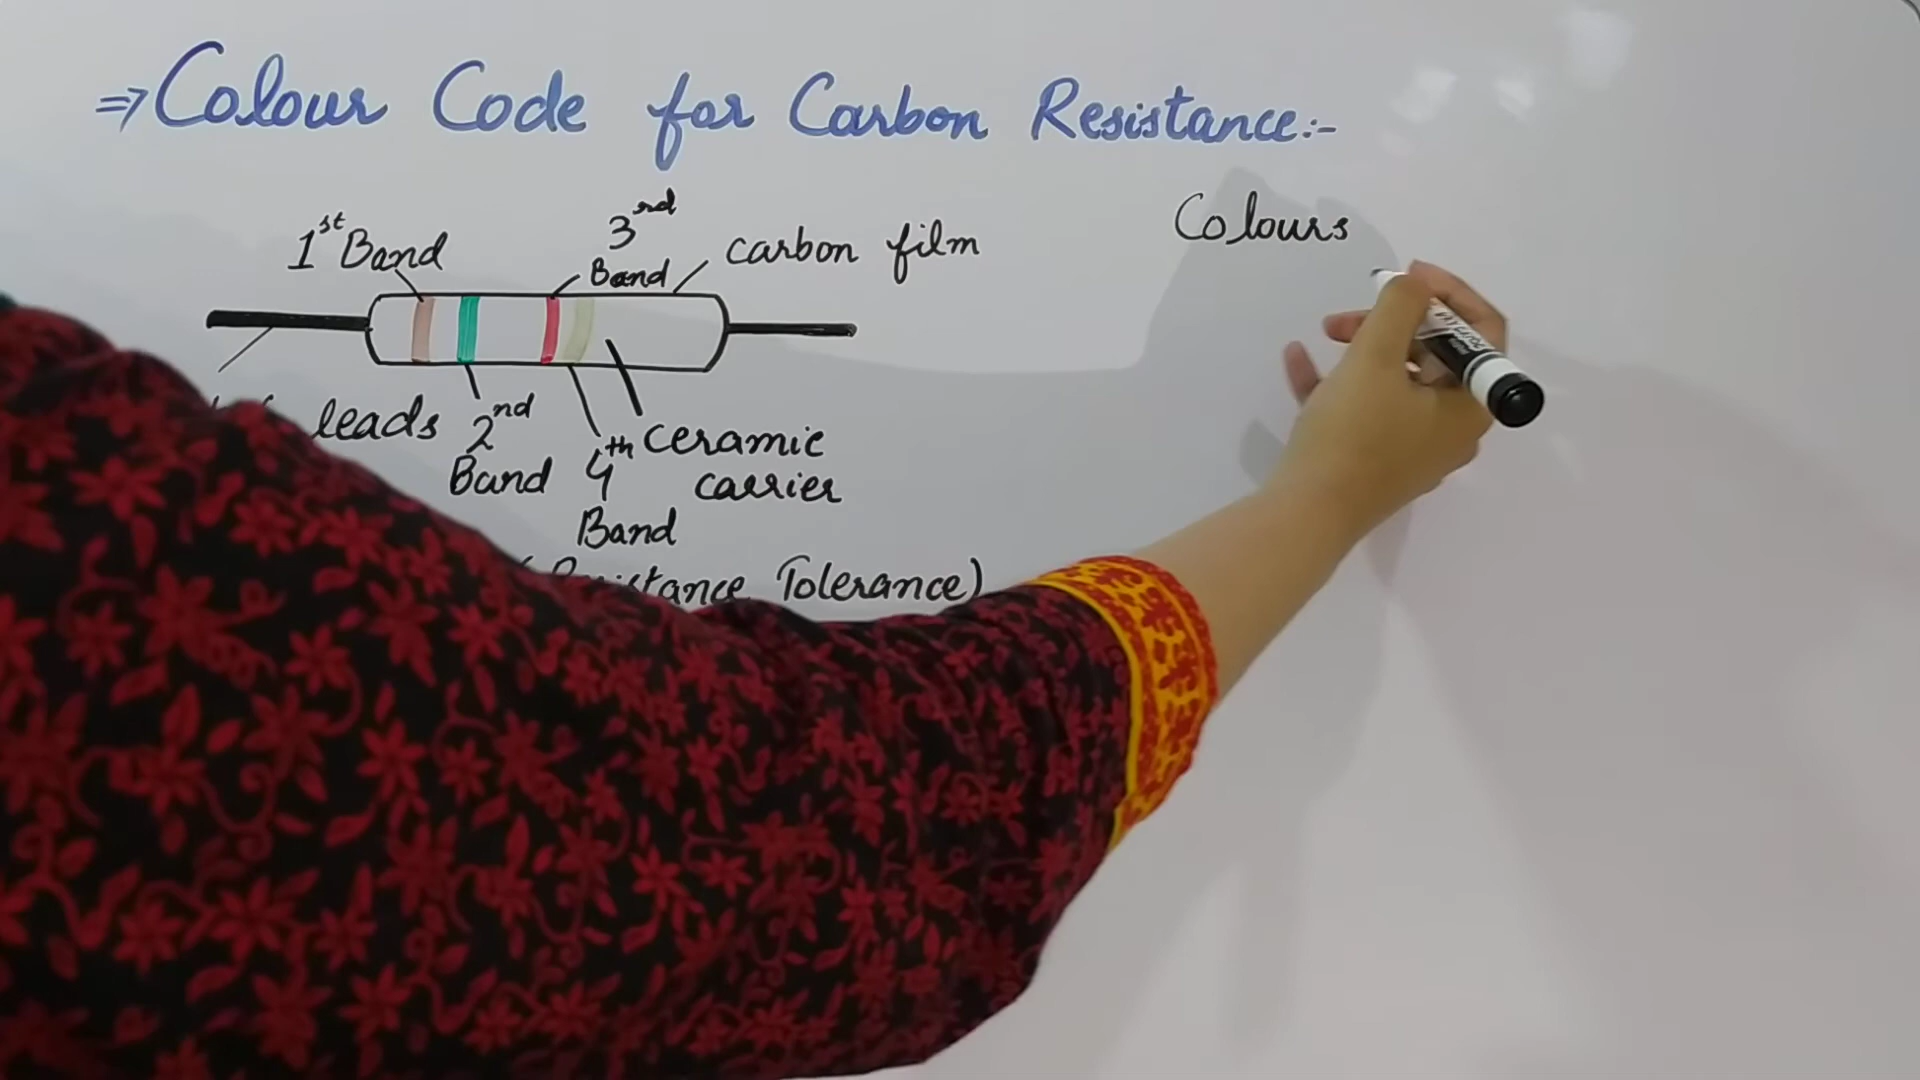 ⇒ Colour Code for Carbon Resistance:-
1st Band
3rd Band
carbon film
Colours
leads
2nd Band
4th Band
ceramic carrier
Tolerance)